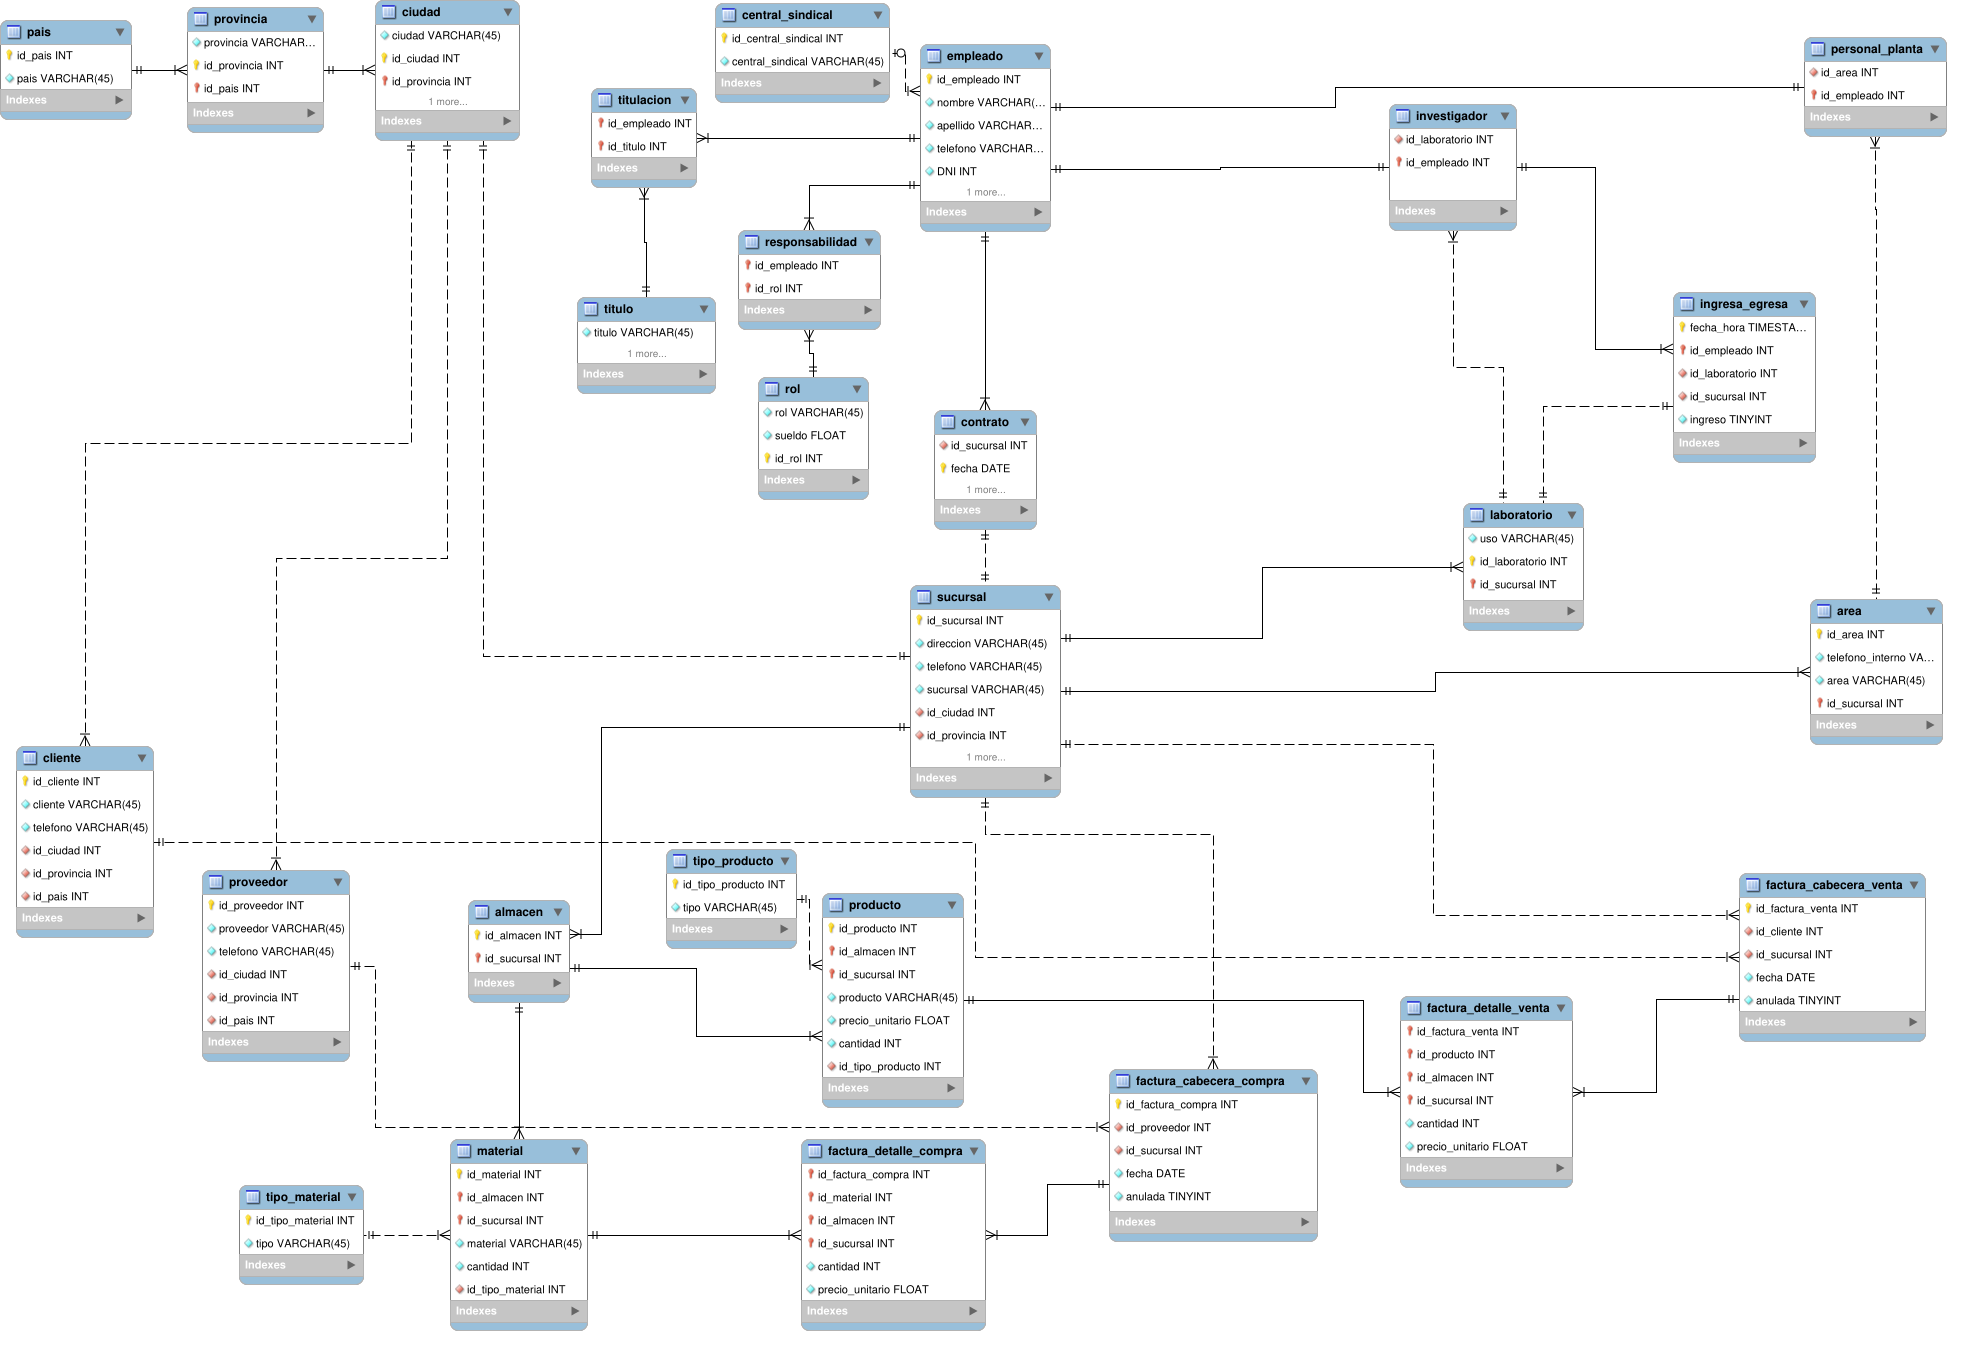 pais
id_pais INT
pais VARCHAR(45)
Indexes
provincia
provincia VARCHAR...
id_provincia INT
id_pais INT
Indexes
ciudad
ciudad VARCHAR(45)
id_ciudad INT
id_provincia INT
1 more...
Indexes
central_sindical
id_central_sindical INT
central_sindical VARCHAR(45)
Indexes
empleado
id_empleado INT
nombre VARCHAR(...
apellido VARCHAR...
telefono VARCHAR...
DNI INT
1 more...
Indexes
personal_planta
id_area INT
id_empleado INT
Indexes
titulacion
id_empleado INT
id_titulo INT
Indexes
investigador
id_laboratorio INT
id_empleado INT
Indexes
responsabilidad
id_empleado INT
id_rol INT
Indexes
titulo
titulo VARCHAR(45)
1 more...
Indexes
ingresa_egresa
fecha_hora TIMESTA...
id_empleado INT
id_laboratorio INT
id_sucursal INT
ingreso TINYINT
Indexes
rol
rol VARCHAR(45)
sueldo FLOAT
id_rol INT
Indexes
contrato
id_sucursal INT
fecha DATE
1 more...
Indexes
laboratorio
uso VARCHAR(45)
id_laboratorio INT
id_sucursal INT
Indexes
sucursal
id_sucursal INT
direccion VARCHAR(45)
telefono VARCHAR(45)
sucursal VARCHAR(45)
id_ciudad INT
id_provincia INT
1 more...
Indexes
area
id_area INT
telefono_interno VA...
area VARCHAR(45)
id_sucursal INT
Indexes
cliente
id_cliente INT
cliente VARCHAR(45)
telefono VARCHAR(45)
id_ciudad INT
id_provincia INT
id_pais INT
Indexes
proveedor
id_proveedor INT
proveedor VARCHAR(45)
telefono VARCHAR(45)
id_ciudad INT
id_provincia INT
id_pais INT
Indexes
almacen
id_almacen INT
id_sucursal INT
Indexes
tipo_producto
id_tipo_producto INT
tipo VARCHAR(45)
Indexes
producto
id_producto INT
id_almacen INT
id_sucursal INT
producto VARCHAR(45)
precio_unitario FLOAT
cantidad INT
id_tipo_producto INT
Indexes
factura_cabecera_venta
id_factura_venta INT
id_cliente INT
id_sucursal INT
fecha DATE
anulada TINYINT
Indexes
factura_detalle_venta
id_factura_venta INT
id_producto INT
id_almacen INT
id_sucursal INT
cantidad INT
precio_unitario FLOAT
Indexes
factura_cabecera_compra
id_factura_compra INT
id_proveedor INT
id_sucursal INT
fecha DATE
anulada TINYINT
Indexes
material
id_material INT
id_almacen INT
id_sucursal INT
material VARCHAR(45)
cantidad INT
id_tipo_material INT
Indexes
factura_detalle_compra
id_factura_compra INT
id_material INT
id_almacen INT
id_sucursal INT
cantidad INT
precio_unitario FLOAT
Indexes
tipo_material
id_tipo_material INT
tipo VARCHAR(45)
Indexes